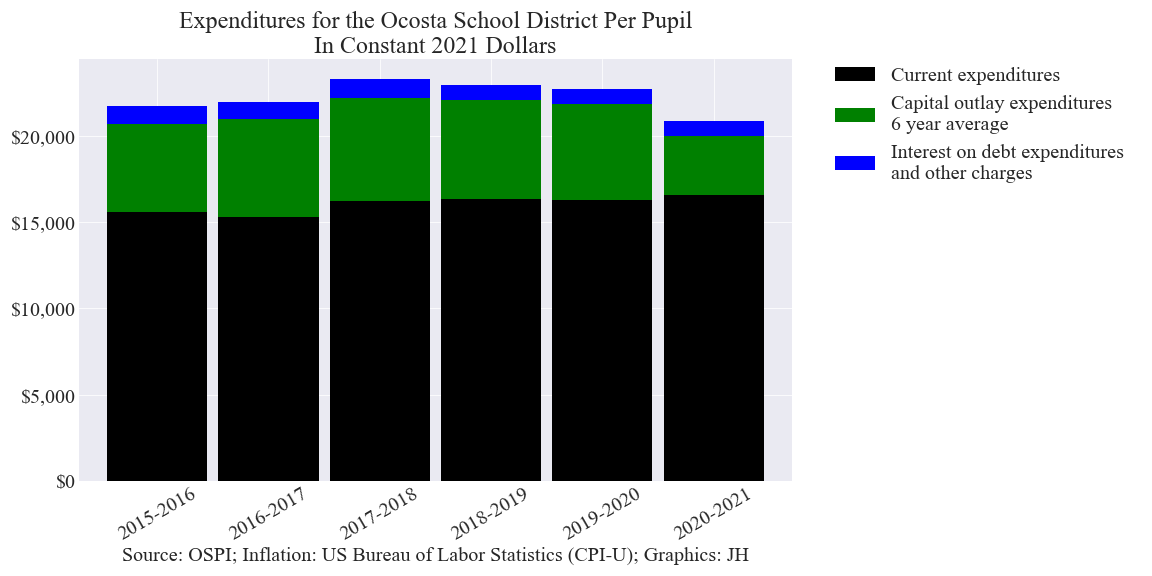 Expenditures for the Ocosta School District Per Pupil
In Constant 2021 Dollars
Current expenditures
Capital outlay expenditures
6 year average
Interest on debt expenditures
and other charges
$20,000
$15,000
$10,000
$5,000
$0
2015-2016
2016-2017
2017-2018
2018-2019
2019-2020
2020-2021
Source: OSPI; Inflation: US Bureau of Labor Statistics (CPI-U); Graphics: JH